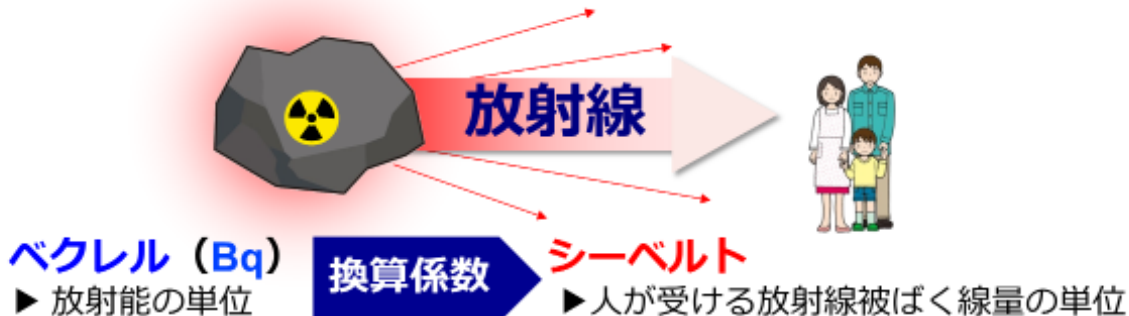 放射線
ベクレル（Bq）
換算係数
シーベルト
▶ 放射能の単位
▶人が受ける放射線被ばく線量の単位